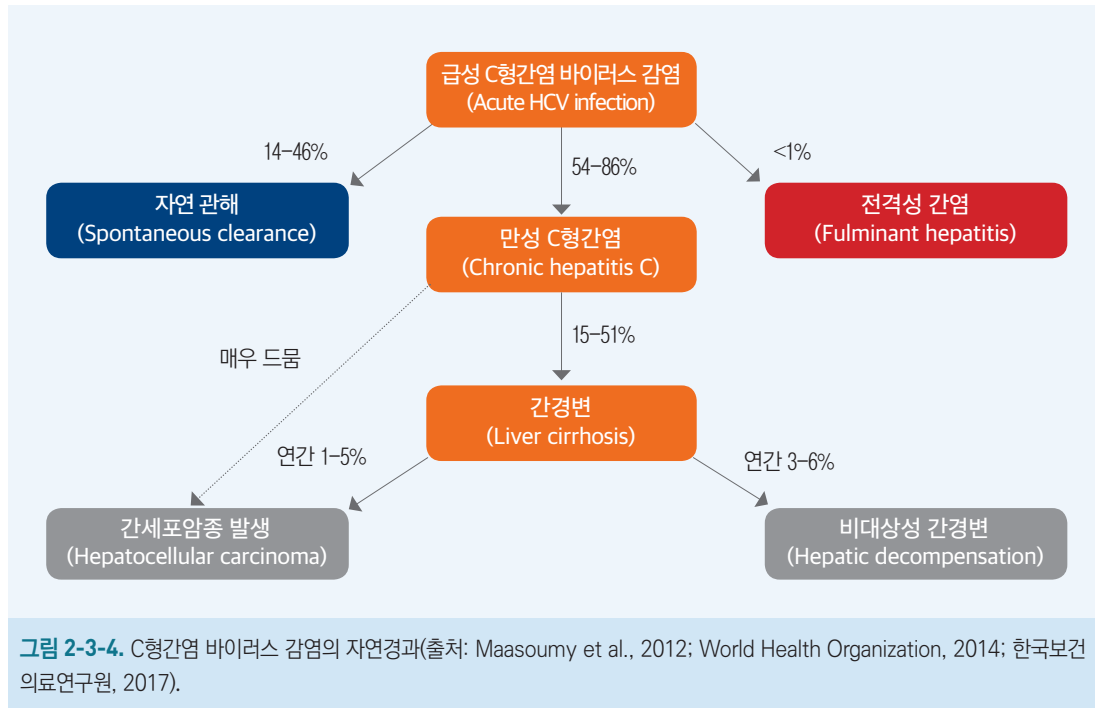 급성 C형간염 바이러스 감염
(Acute HCV infection)
14–46%
54–86%
<1%
자연 관해
(Spontaneous clearance)
만성 C형간염
(Chronic hepatitis C)
전격성 간염
(Fulminant hepatitis)
매우 드뭄
15–51%
간경변
(Liver cirrhosis)
연간 1–5%
연간 3–6%
간세포암종 발생
(Hepatocellular carcinoma)
비대상성 간경변
(Hepatic decompensation)
그림 2-3-4. C형간염 바이러스 감염의 자연경과(출처: Maasoumy et al., 2012; World Health Organization, 2014; 한국보건
의료연구원, 2017).